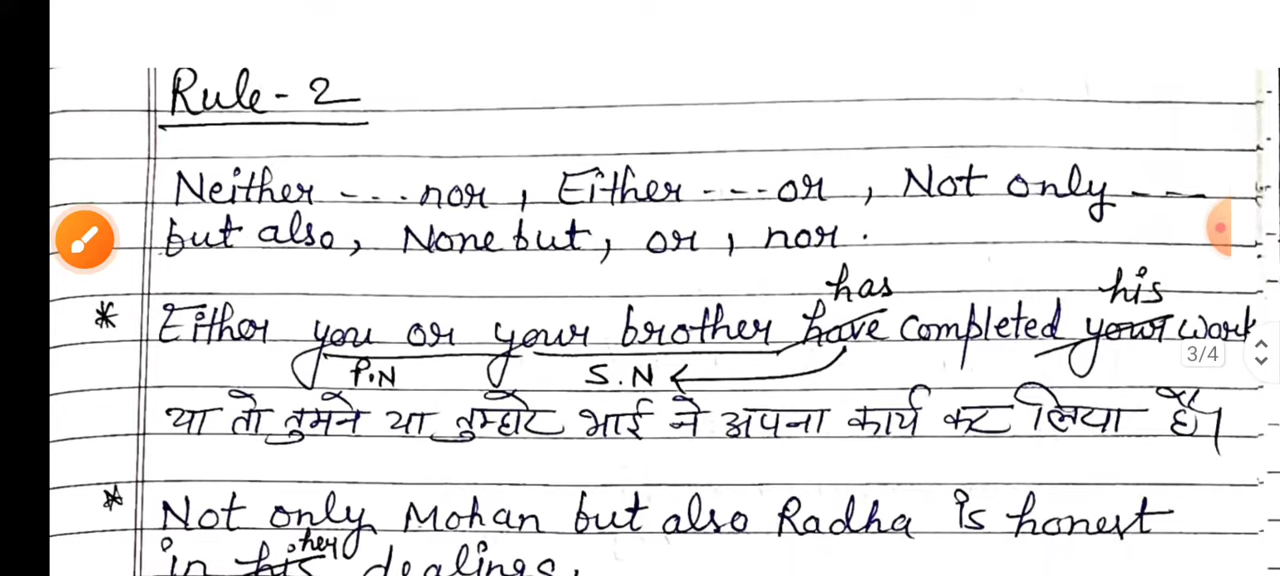 Rule - 2
Neither --- nor, Either --- or, Not only ---
but also, None but, or, nor.
has his
* Either you or your brother have completed your work
P.N S.N
3/4
या तो तुमने या तुम्हारे भाई ने अपना कार्य कर लिया है।
* Not only Mohan but also Radha is honest
her
in his dealings.